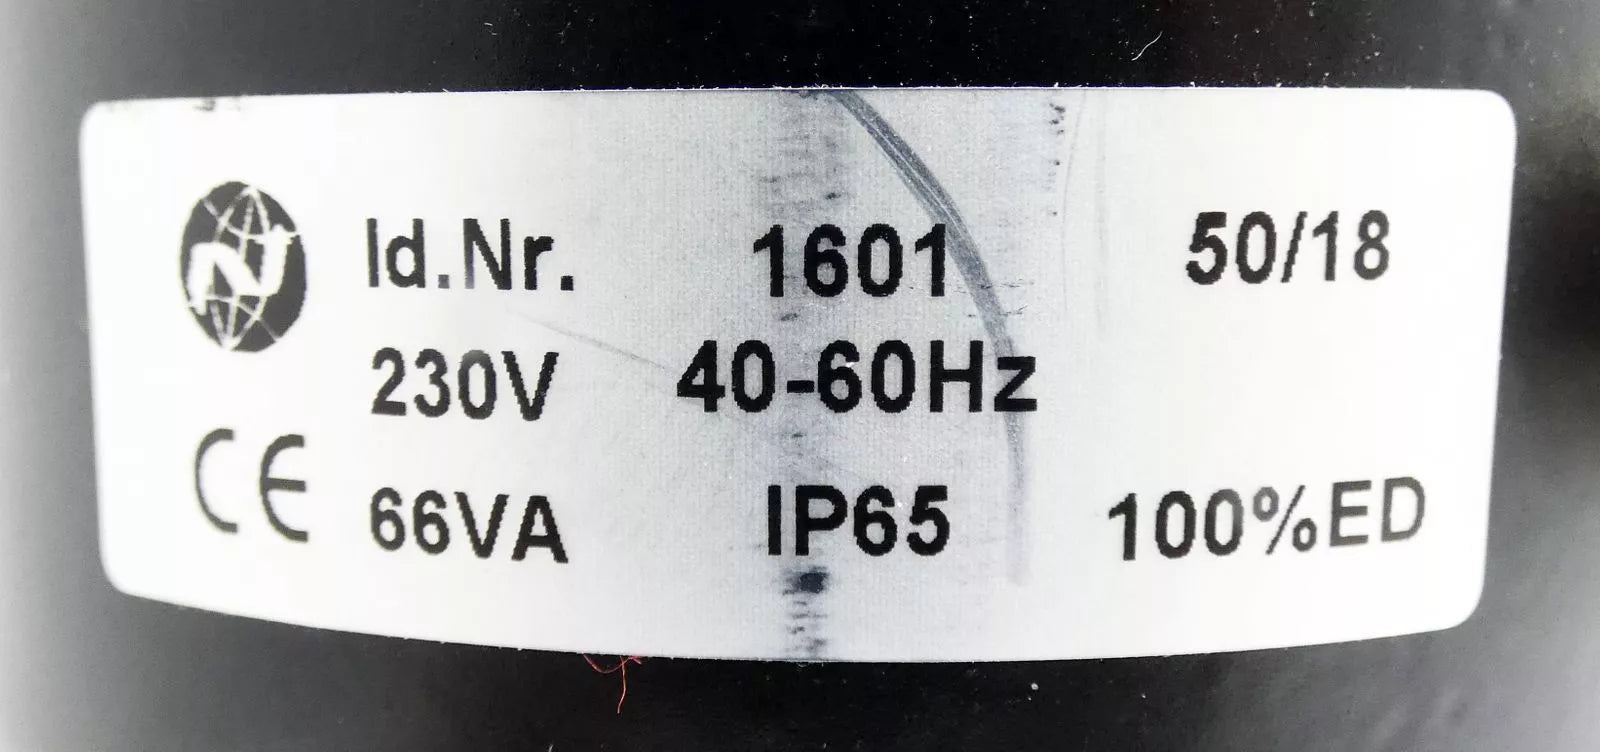 Id.Nr. 1601 50/18
230V 40-60Hz
CE 66VA IP65 100%ED